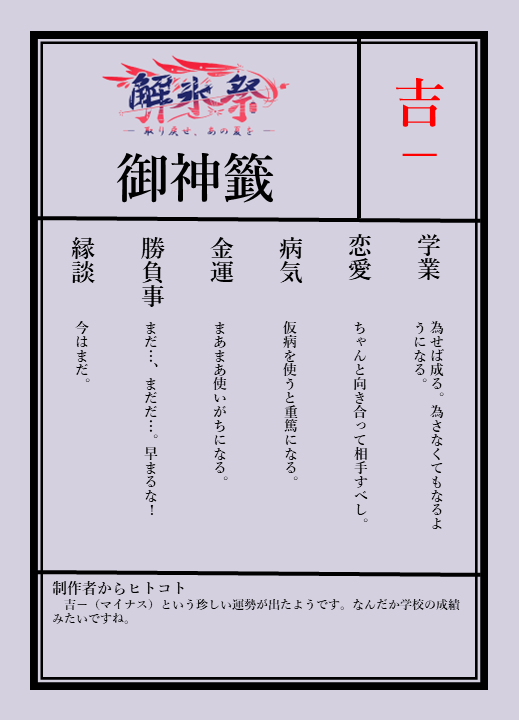 解氷祭
取り戻せ、あの夏を
御神籤
吉－
学業
為せば成る。為さなくてもなるよ
うになる。
恋愛
ちゃんと向き合って相手すべし。
病気
仮病を使うと重篤になる。
金運
まあまあ使いがちになる。
勝負事
まだ…、まだだ…。早まるな！
縁談
今はまだ。
制作者からヒトコト
吉－（マイナス）という珍しい運勢が出たようです。なんだか学校の成績
みたいですね。